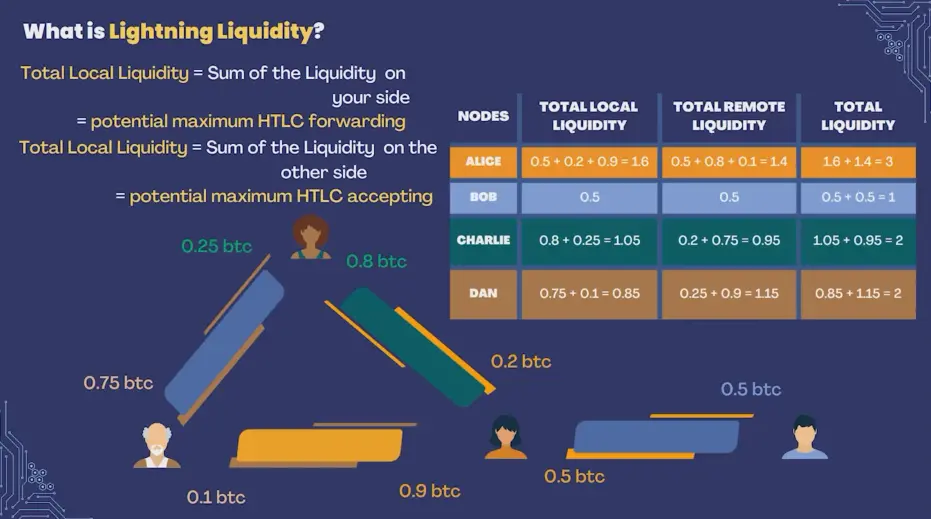 What is Lightning Liquidity?
Total Local Liquidity = Sum of the Liquidity on
your side
= potential maximum HTLC forwarding
Total Local Liquidity = Sum of the Liquidity on the
other side
= potential maximum HTLC accepting
NODES TOTAL LOCAL LIQUIDITY TOTAL REMOTE LIQUIDITY TOTAL LIQUIDITY
ALICE 0.5 + 0.2 + 0.9 = 1.6 0.5 + 0.8 + 0.1 = 1.4 1.6 + 1.4 = 3
BOB 0.5 0.5 0.5 + 0.5 = 1
CHARLIE 0.8 + 0.25 = 1.05 0.2 + 0.75 = 0.95 1.05 + 0.95 = 2
DAN 0.75 + 0.1 = 0.85 0.25 + 0.9 = 1.15 0.85 + 1.15 = 2
0.25 btc
0.8 btc
0.75 btc
0.2 btc
0.5 btc
0.1 btc
0.9 btc
0.5 btc